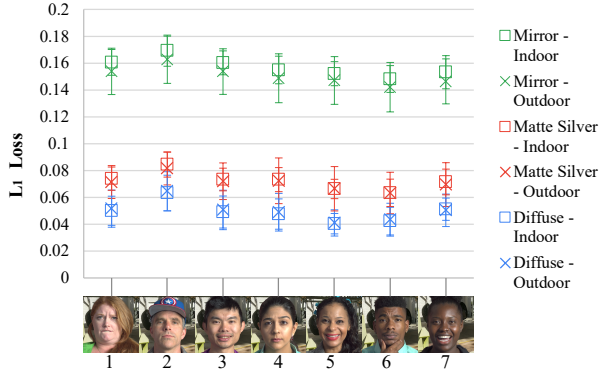 0.2
0.18
0.16
0.14
0.12
0.1
0.08
0.06
0.04
0.02
0
L1 Loss
1 2 3 4 5 6 7
Mirror -
Indoor
Mirror -
Outdoor
Matte Silver
- Indoor
Matte Silver
- Outdoor
Diffuse -
Indoor
Diffuse -
Outdoor